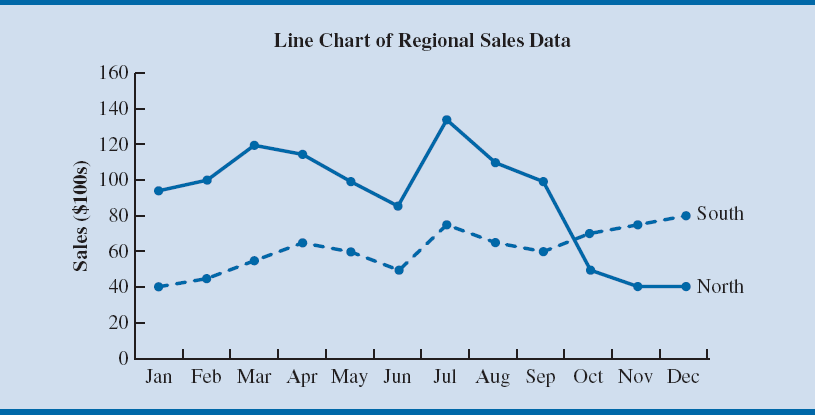 Line Chart of Regional Sales Data
160
140
120
100
80
60
40
20
0
Sales ($100s)
South
North
Jan Feb Mar Apr May Jun Jul Aug Sep Oct Nov Dec